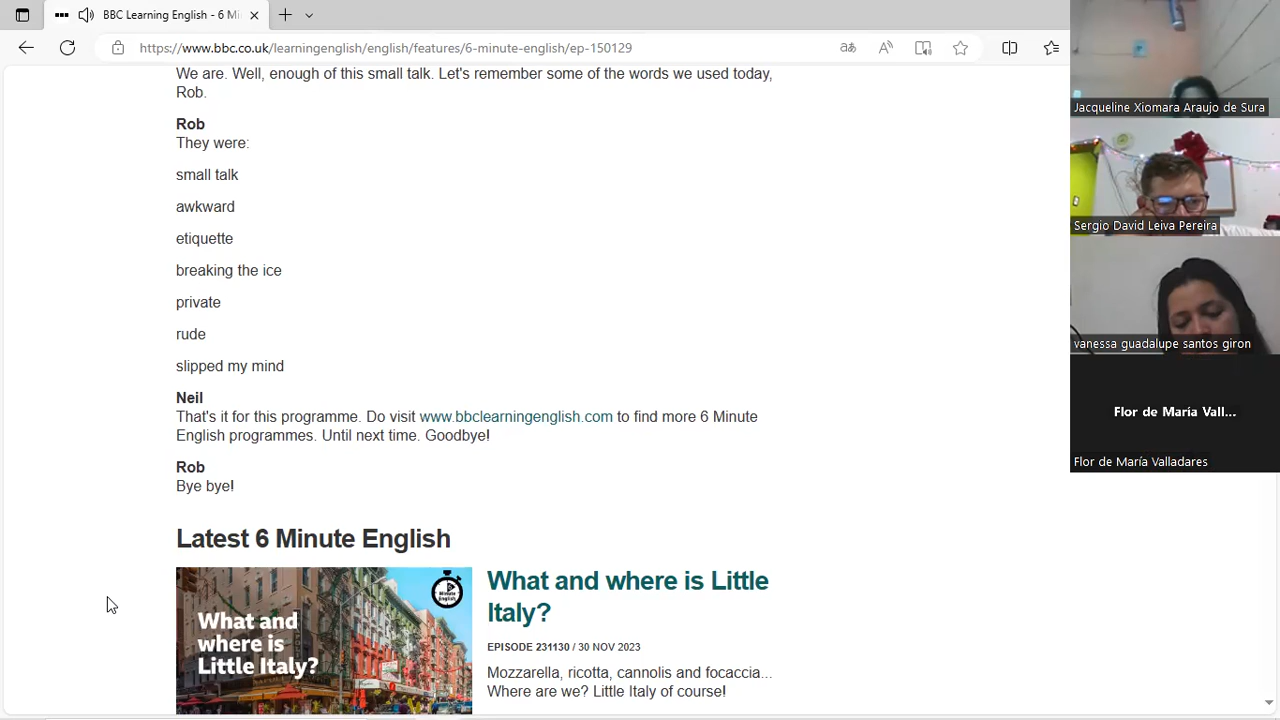 BBC Learning English - 6 Mi
https://www.bbc.co.uk/learningenglish/english/features/6-minute-english/ep-150129
We are. Well, enough of this small talk. Let's remember some of the words we used today,
Rob.
Rob
They were:
small talk
awkward
etiquette
breaking the ice
private
rude
slipped my mind
Neil
That's it for this programme. Do visit www.bbclearningenglish.com to find more 6 Minute
English programmes. Until next time. Goodbye!
Rob
Bye bye!
Latest 6 Minute English
What and
where is
Little Italy?
What and where is Little
Italy?
EPISODE 231130 / 30 NOV 2023
Mozzarella, ricotta, cannolis and focaccia...
Where are we? Little Italy of course!
Jacqueline Xiomara Araujo de Sura
Sergio David Leiva Pereira
vanessa guadalupe santos giron
Flor de María Vall...
Flor de María Valladares